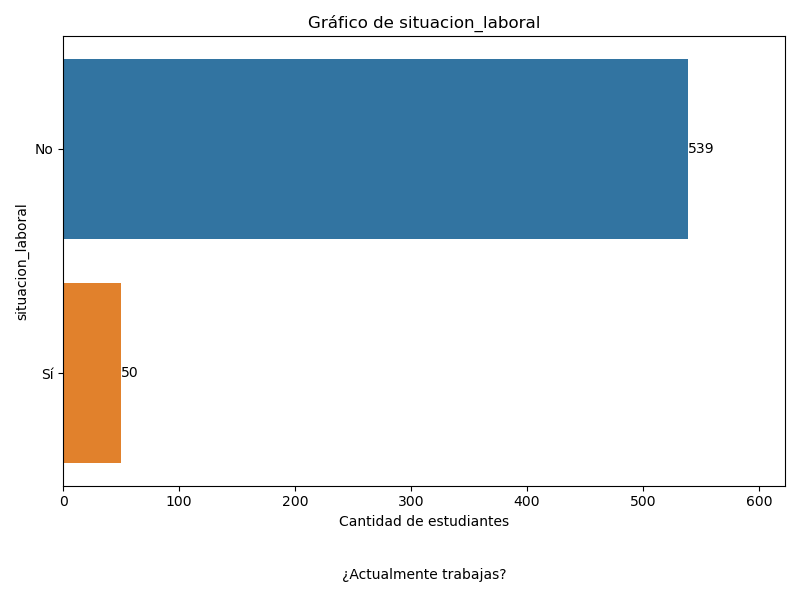 Gráfico de situacion_laboral
situacion_laboral
No
539
Sí
50
0 100 200 300 400 500 600
Cantidad de estudiantes
¿Actualmente trabajas?